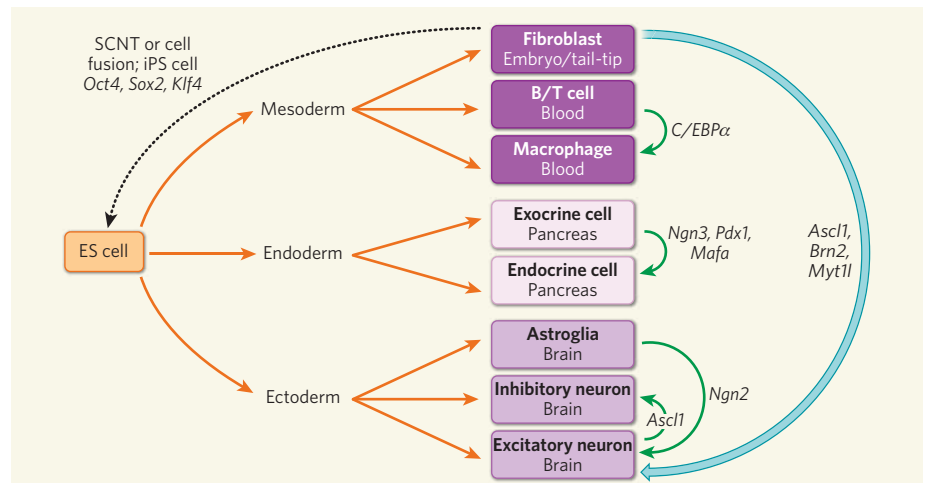 SCNT or cell
fusion; iPS cell
Oct4, Sox2, Klf4
Fibroblast
Embryo/tail-tip
Mesoderm
B/T cell
Blood
C/EBPα
Macrophage
Blood
ES cell
Endoderm
Exocrine cell
Pancreas
Ngn3, Pdx1,
Mafa
Endocrine cell
Pancreas
Ascl1,
Brn2,
Myt1l
Ectoderm
Astroglia
Brain
Inhibitory neuron
Brain
Ngn2
Ascl1
Excitatory neuron
Brain